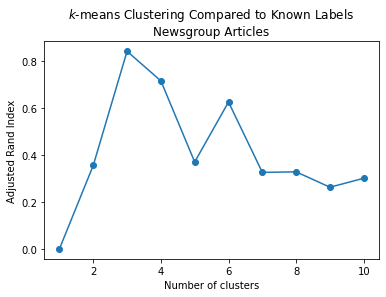 k-means Clustering Compared to Known Labels
Newsgroup Articles
Adjusted Rand Index
0.8
0.6
0.4
0.2
0.0
2 4 6 8 10
Number of clusters